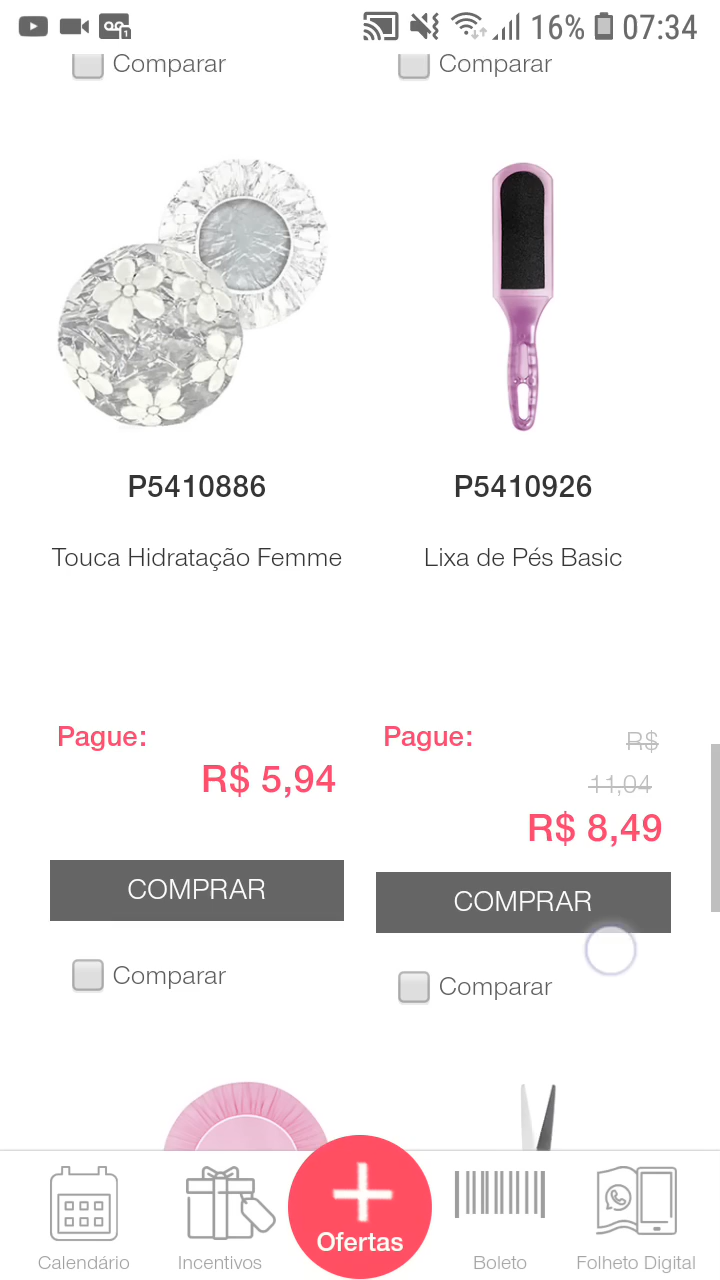 16% 07:34
Comparar Comparar
P5410886
Touca Hidratação Femme
Pague:
R$ 5,94
COMPRAR
Comparar
P5410926
Lixa de Pés Basic
Pague:
R$
11,04
R$ 8,49
COMPRAR
Comparar
Calendário
Incentivos
Ofertas
Boleto
Folheto Digital